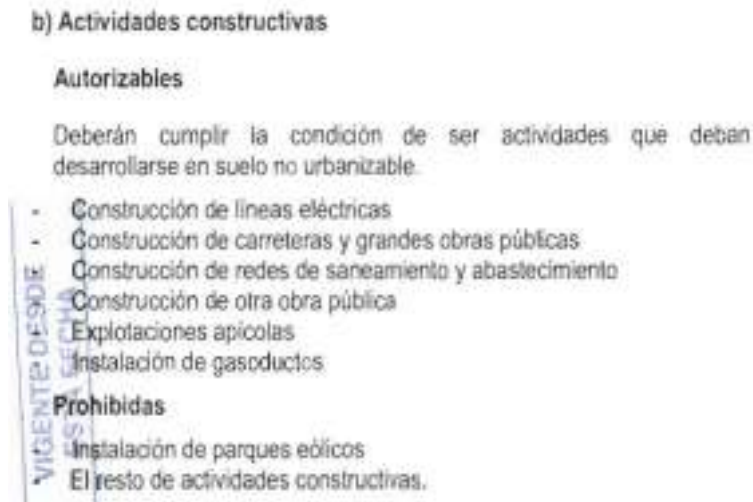 b) Actividades constructivas
Autorizables
Deberán cumplir la condición de ser actividades que deban
desarrollarse en suelo no urbanizable.
- Construcción de líneas eléctricas
- Construcción de carreteras y grandes obras públicas
- Construcción de redes de saneamiento y abastecimiento
Construcción de otra obra pública
Explotaciones apícolas
Instalación de gasoductos
Prohibidas
Instalación de parques eólicos
El resto de actividades constructivas.
VIGENTE DESDE
ESTA FECHA